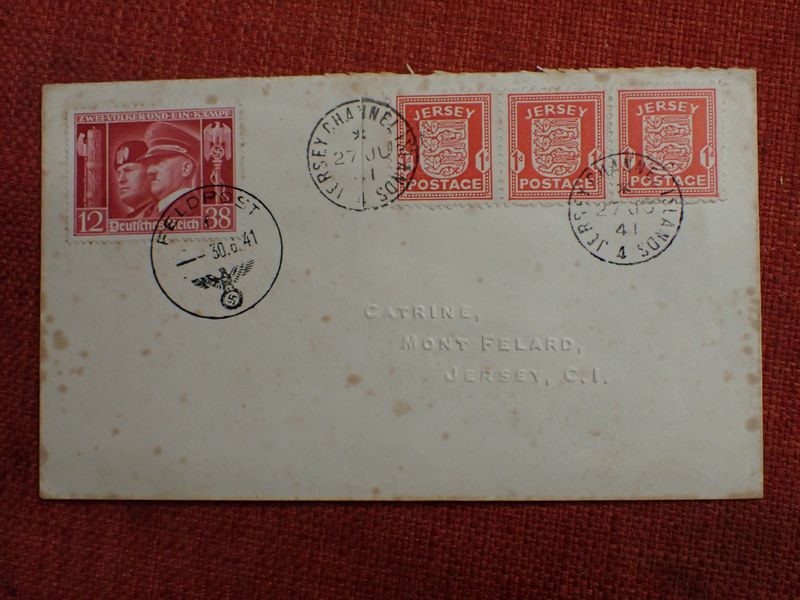 ZWEI·VÖLKER·UND·EIN·KAMPF
12 Deutsches Reich 38
FELDPOST
30.6.41
JERSEY CHANNEL ISLANDS
27 JU
41
4
JERSEY
1D
POSTAGE
JERSEY
1D
POSTAGE
JERSEY
1D
POSTAGE
JERSEY CHANNEL ISLANDS
27 JU
41
4
CATRINE,
MONT FELARD,
JERSEY, C.I.